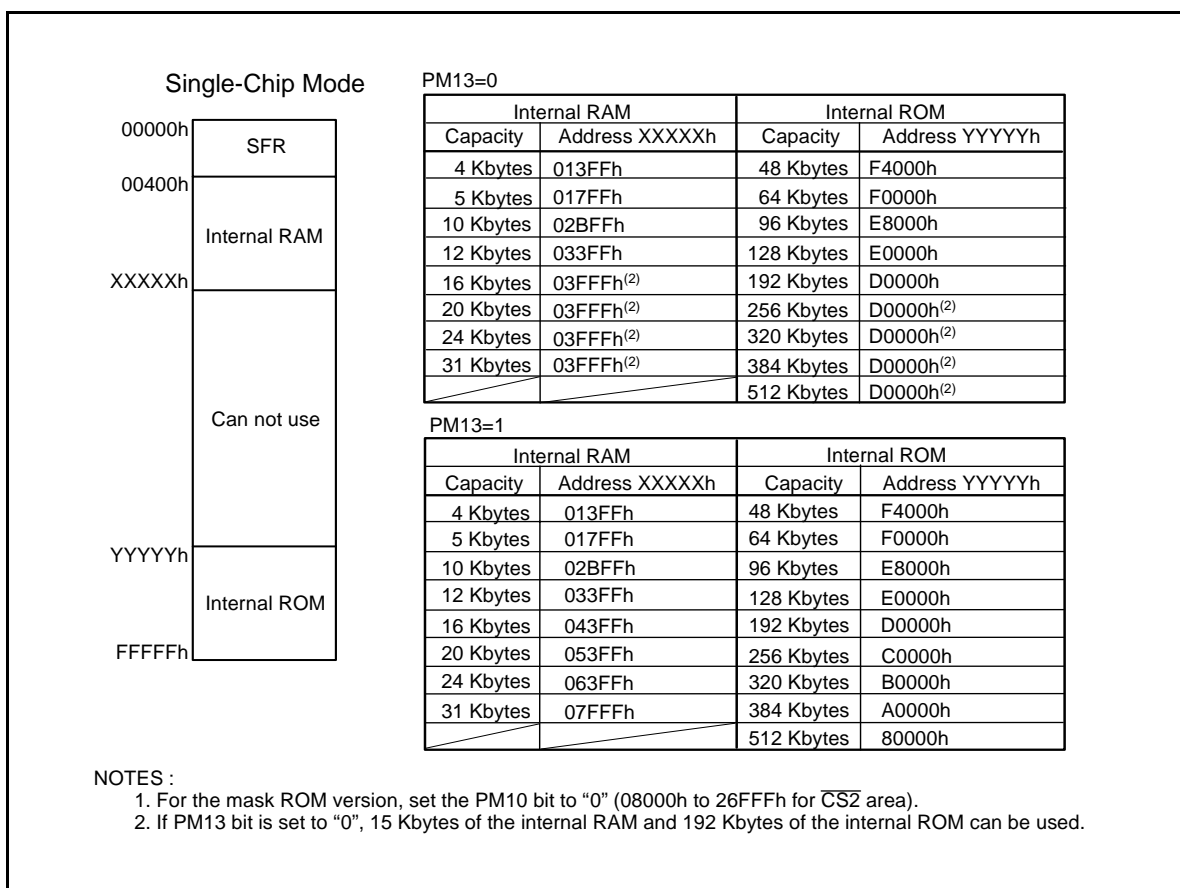 Single-Chip Mode
00000h
SFR
00400h
Internal RAM
XXXXXh
Can not use
YYYYYh
Internal ROM
FFFFFh
PM13=0
Internal RAM Internal ROM
Capacity Address XXXXXh Capacity Address YYYYYh
4 Kbytes 013FFh 48 Kbytes F4000h
5 Kbytes 017FFh 64 Kbytes F0000h
10 Kbytes 02BFFh 96 Kbytes E8000h
12 Kbytes 033FFh 128 Kbytes E0000h
16 Kbytes 03FFFh(2) 192 Kbytes D0000h
20 Kbytes 03FFFh(2) 256 Kbytes D0000h(2)
24 Kbytes 03FFFh(2) 320 Kbytes D0000h(2)
31 Kbytes 03FFFh(2) 384 Kbytes D0000h(2)
512 Kbytes D0000h(2)
PM13=1
Internal RAM Internal ROM
Capacity Address XXXXXh Capacity Address YYYYYh
4 Kbytes 013FFh 48 Kbytes F4000h
5 Kbytes 017FFh 64 Kbytes F0000h
10 Kbytes 02BFFh 96 Kbytes E8000h
12 Kbytes 033FFh 128 Kbytes E0000h
16 Kbytes 043FFh 192 Kbytes D0000h
20 Kbytes 053FFh 256 Kbytes C0000h
24 Kbytes 063FFh 320 Kbytes B0000h
31 Kbytes 07FFFh 384 Kbytes A0000h
512 Kbytes 80000h
NOTES :
1. For the mask ROM version, set the PM10 bit to “0” (08000h to 26FFFh for CS2 area).
2. If PM13 bit is set to “0”, 15 Kbytes of the internal RAM and 192 Kbytes of the internal ROM can be used.